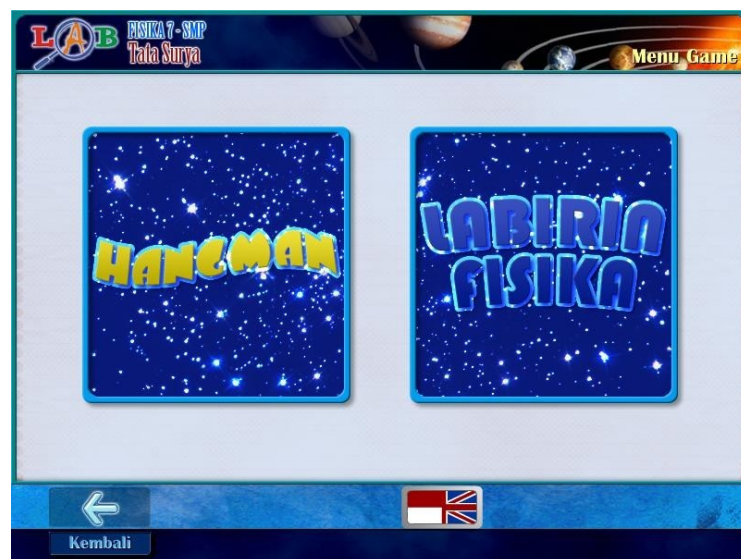 LAB FISIKA 7 - SMP
Tata Surya
Menu Game
HANGMAN
LABIRIN
FISIKA
Kembali